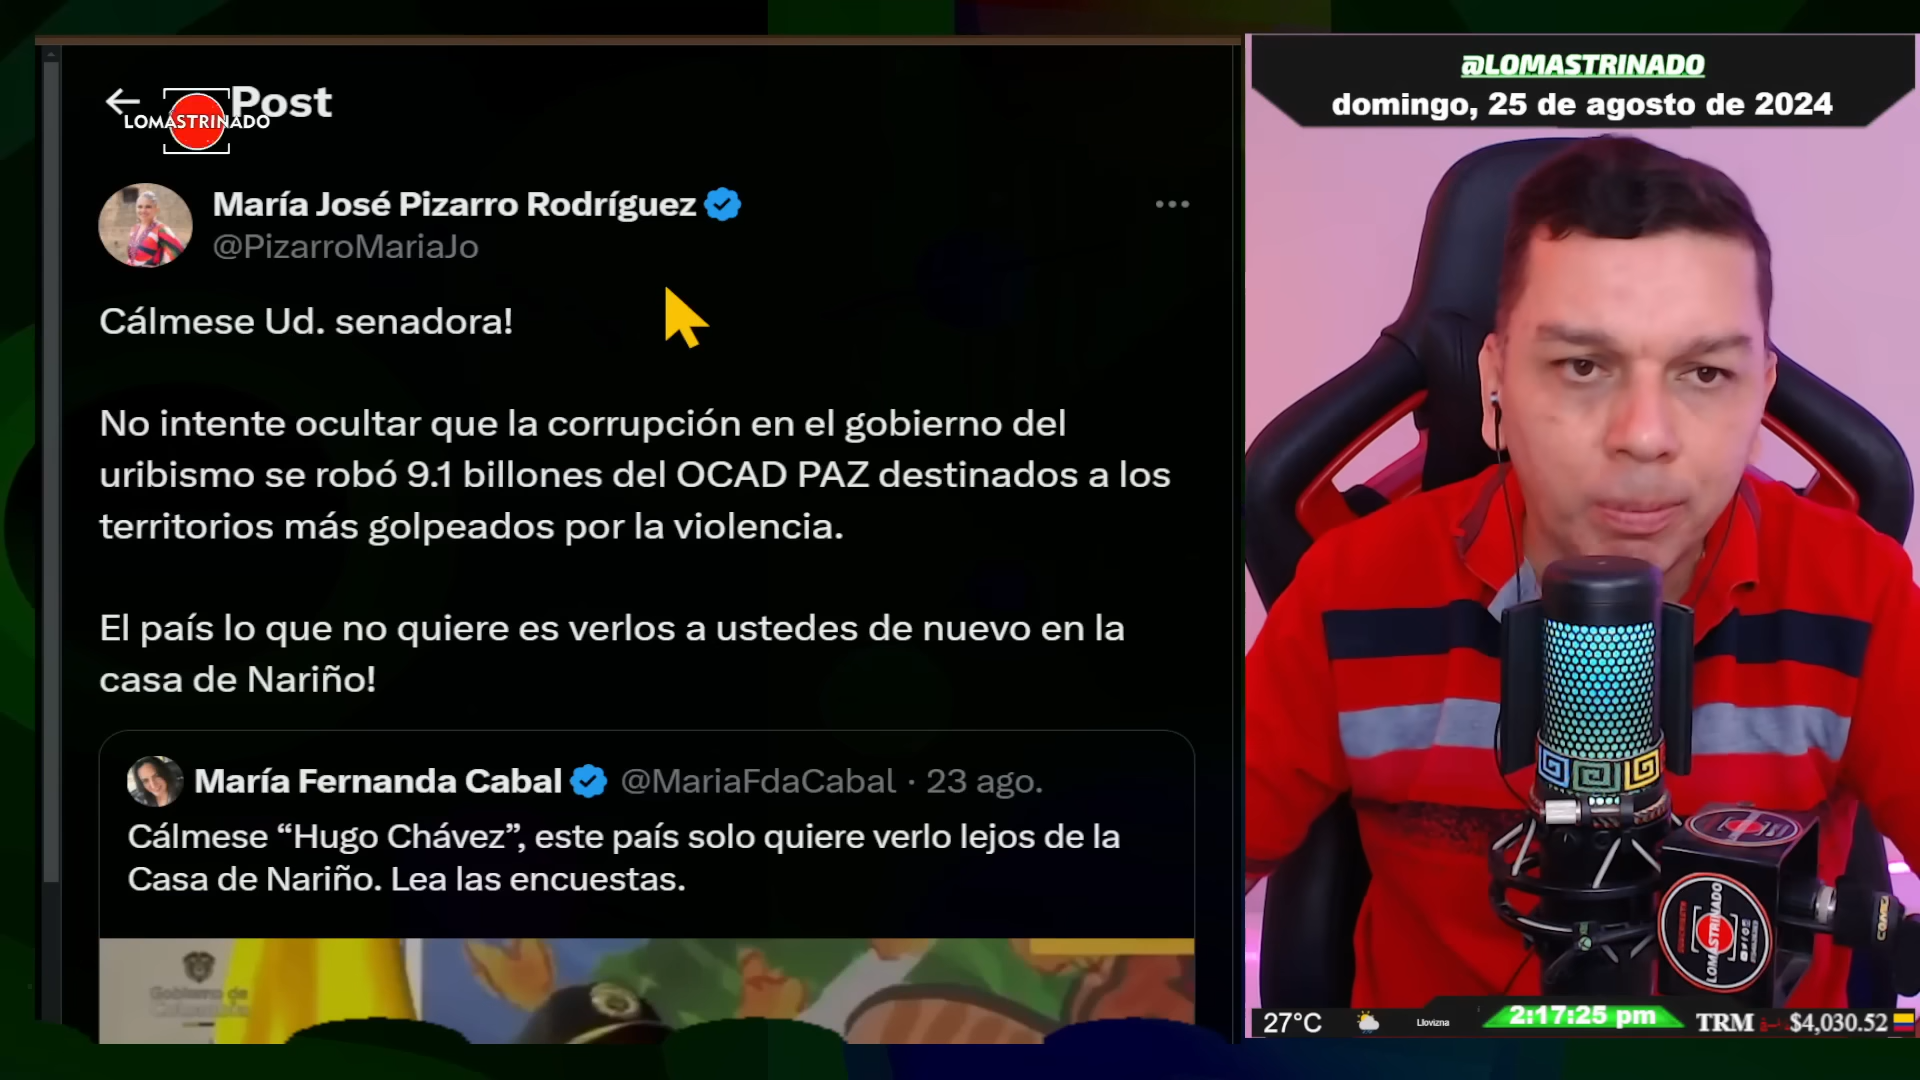 Post
LOMASTRINADO
María José Pizarro Rodríguez
@PizarroMariaJo
Cálmese Ud. senadora!
No intente ocultar que la corrupción en el gobierno del
uribismo se robó 9.1 billones del OCAD PAZ destinados a los
territorios más golpeados por la violencia.
El país lo que no quiere es verlos a ustedes de nuevo en la
casa de Nariño!
María Fernanda Cabal @MariaFdaCabal · 23 ago.
Cálmese “Hugo Chávez”, este país solo quiere verlo lejos de la
Casa de Nariño. Lea las encuestas.
Gobierno de
Colombia
@LOMASTRINADO
domingo, 25 de agosto de 2024
LOMASTRINADO
27°C
Llovizna
2:17:25 pm
TRM
$4,030.52